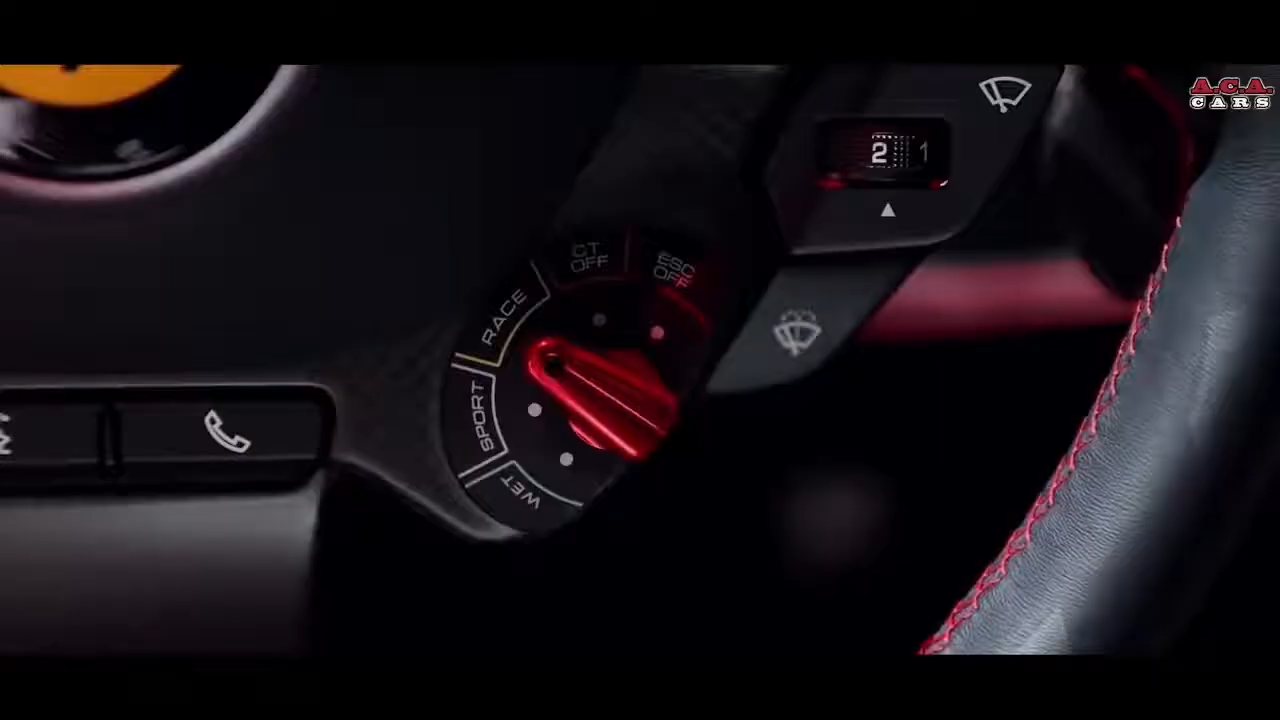 A.C.A.
CARS
2 1
CT
OFF
ESC
OFF
RACE
SPORT
WET